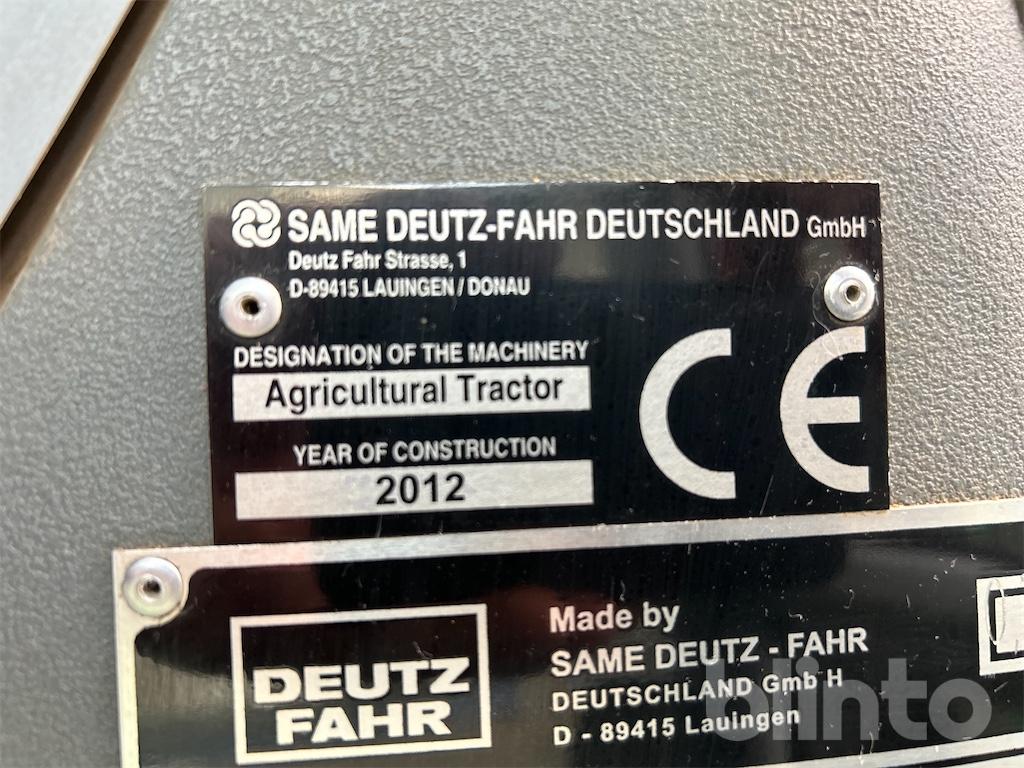 SAME DEUTZ-FAHR DEUTSCHLAND GmbH
Deutz Fahr Strasse, 1
D-89415 LAUINGEN / DONAU
DESIGNATION OF THE MACHINERY
Agricultural Tractor
YEAR OF CONSTRUCTION
2012
CE
DEUTZ
FAHR
Made by
SAME DEUTZ - FAHR
DEUTSCHLAND Gmb H
D - 89415 Lauingen
blinto